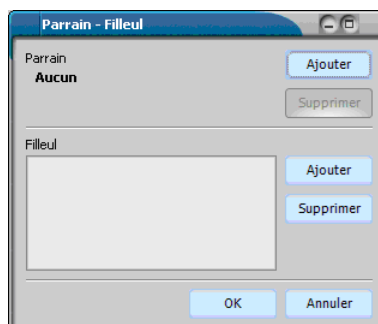 Parrain - Filleul
Parrain
Aucun
Ajouter
Supprimer
Filleul
Ajouter
Supprimer
OK
Annuler